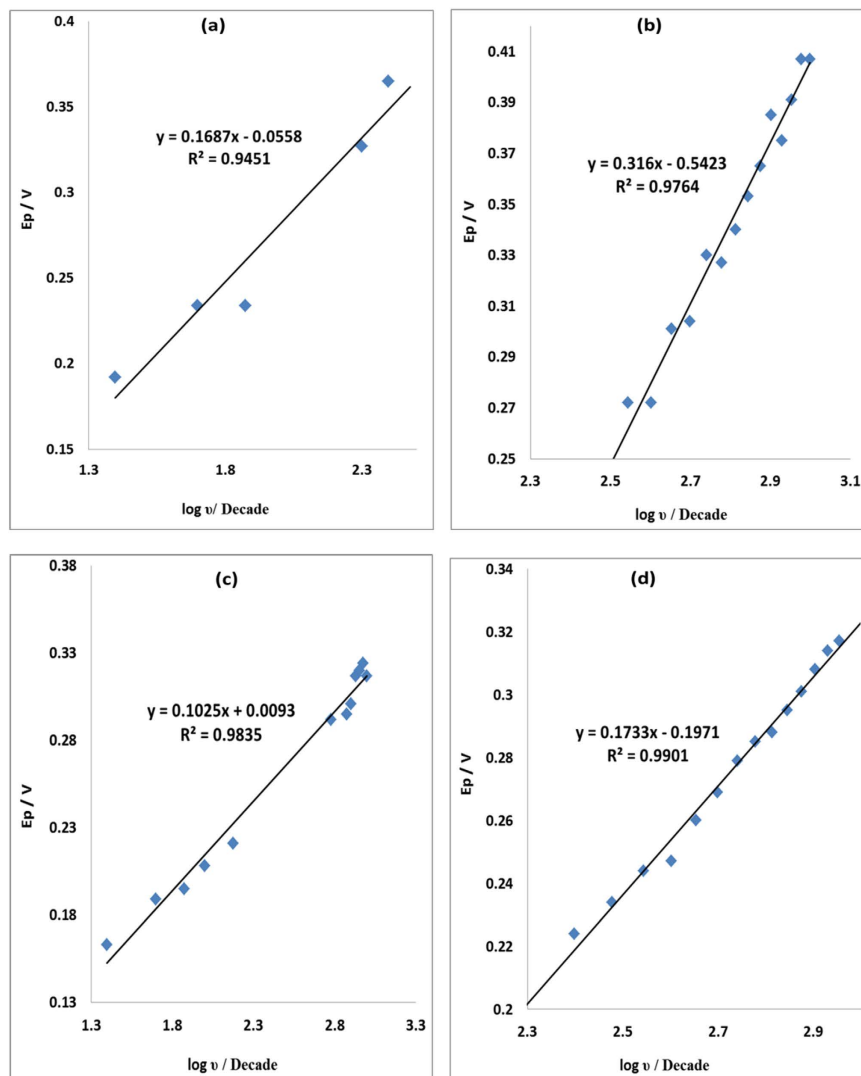 (a)
0.4
0.35
0.3
0.25
0.2
0.15
Ep / V
y = 0.1687x - 0.0558
R² = 0.9451
1.3 1.8 2.3
log υ/ Decade
(b)
0.41
0.39
0.37
0.35
0.33
0.31
0.29
0.27
0.25
Ep / V
y = 0.316x - 0.5423
R² = 0.9764
2.3 2.5 2.7 2.9 3.1
log υ / Decade
(c)
0.38
0.33
0.28
0.23
0.18
0.13
Ep / V
y = 0.1025x + 0.0093
R² = 0.9835
1.3 1.8 2.3 2.8 3.3
log υ / Decade
(d)
0.34
0.32
0.3
0.28
0.26
0.24
0.22
0.2
Ep / V
y = 0.1733x - 0.1971
R² = 0.9901
2.3 2.5 2.7 2.9
log υ / Decade